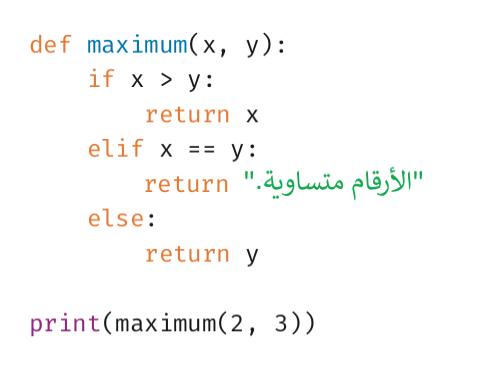 def maximum(x, y):
    if x > y:
        return x
    elif x == y:
        return "الأرقام متساوية."
    else:
        return y
print(maximum(2, 3))